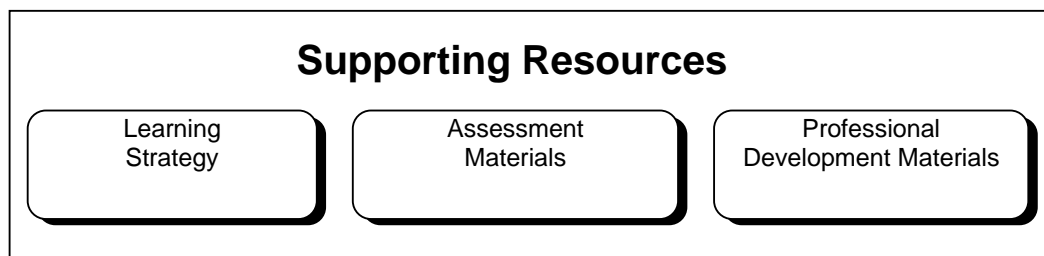 Supporting Resources
Learning
Strategy
Assessment
Materials
Professional
Development Materials